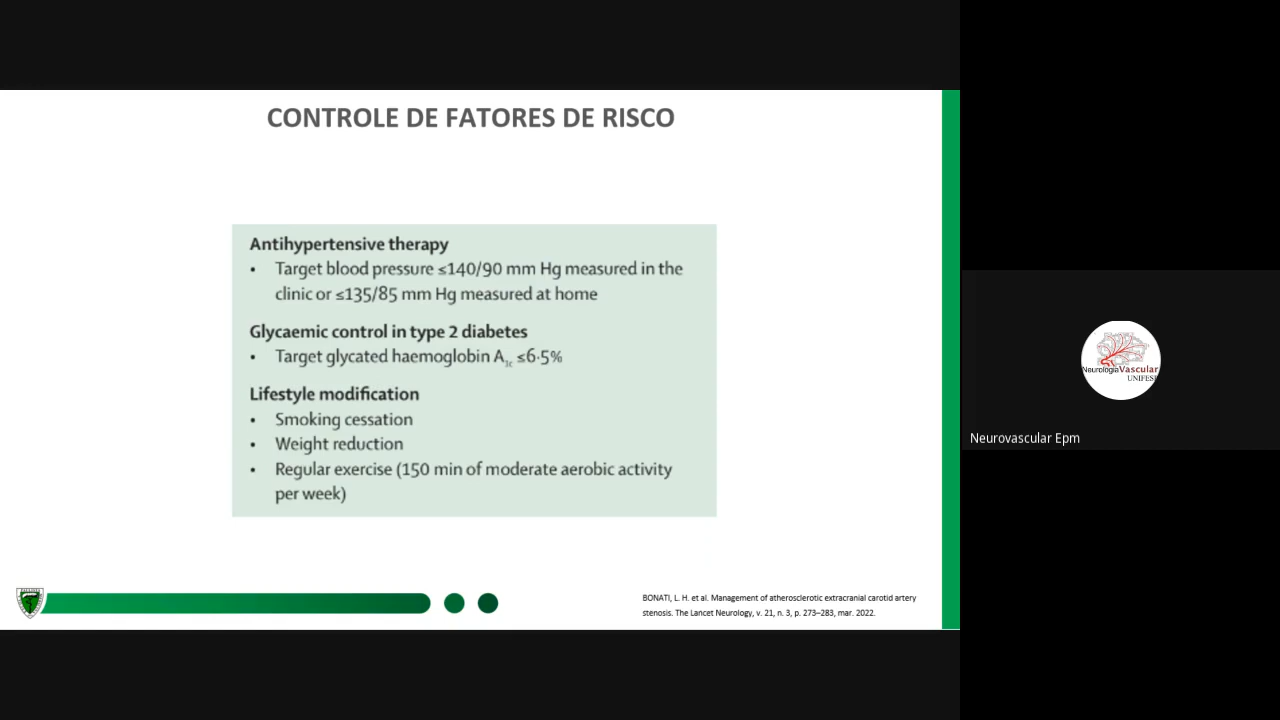 CONTROLE DE FATORES DE RISCO
Antihypertensive therapy
• Target blood pressure ≤140/90 mm Hg measured in the
clinic or ≤135/85 mm Hg measured at home
Glycaemic control in type 2 diabetes
• Target glycated haemoglobin A1c ≤6·5%
Lifestyle modification
• Smoking cessation
• Weight reduction
• Regular exercise (150 min of moderate aerobic activity
per week)
BONATI, L. H. et al. Management of atherosclerotic extracranial carotid artery
stenosis. The Lancet Neurology, v. 21, n. 3, p. 273–283, mar. 2022.
NeurologiaVascular
Neurovascular Epm